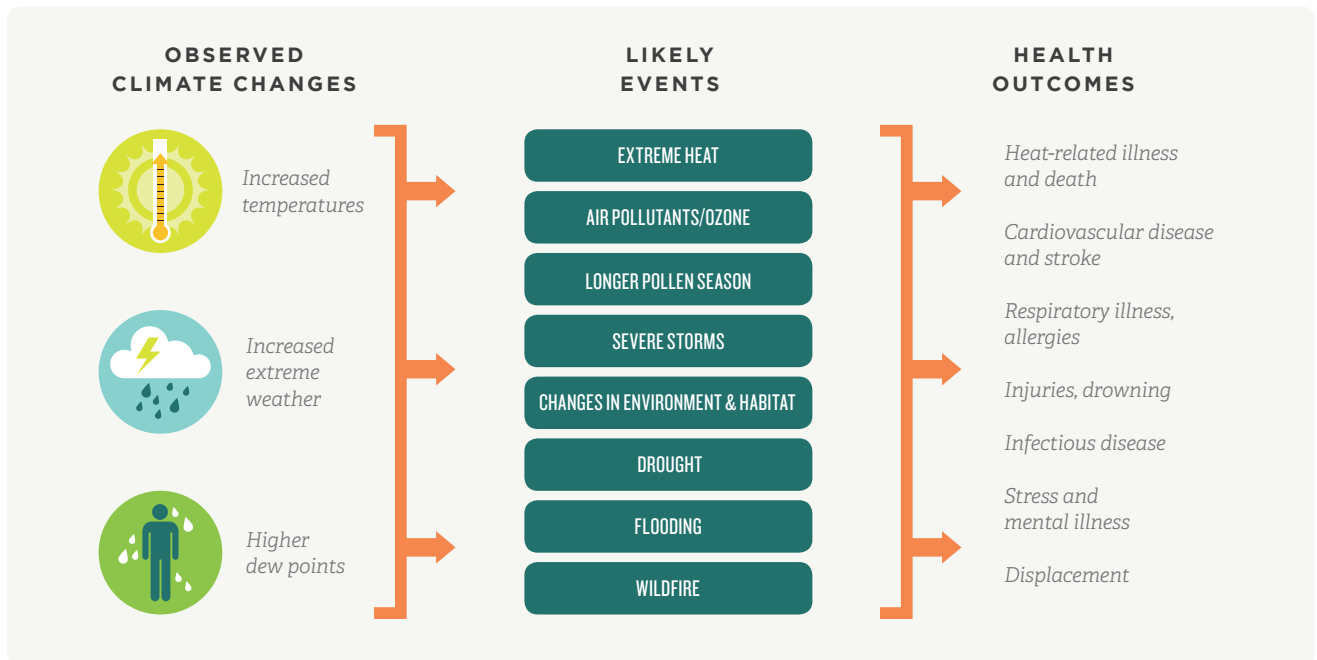 OBSERVED
CLIMATE CHANGES
Increased
temperatures
Increased
extreme
weather
Higher
dew points
LIKELY
EVENTS
EXTREME HEAT
AIR POLLUTANTS/OZONE
LONGER POLLEN SEASON
SEVERE STORMS
CHANGES IN ENVIRONMENT & HABITAT
DROUGHT
FLOODING
WILDFIRE
HEALTH
OUTCOMES
Heat-related illness
and death
Cardiovascular disease
and stroke
Respiratory illness,
allergies
Injuries, drowning
Infectious disease
Stress and
mental illness
Displacement